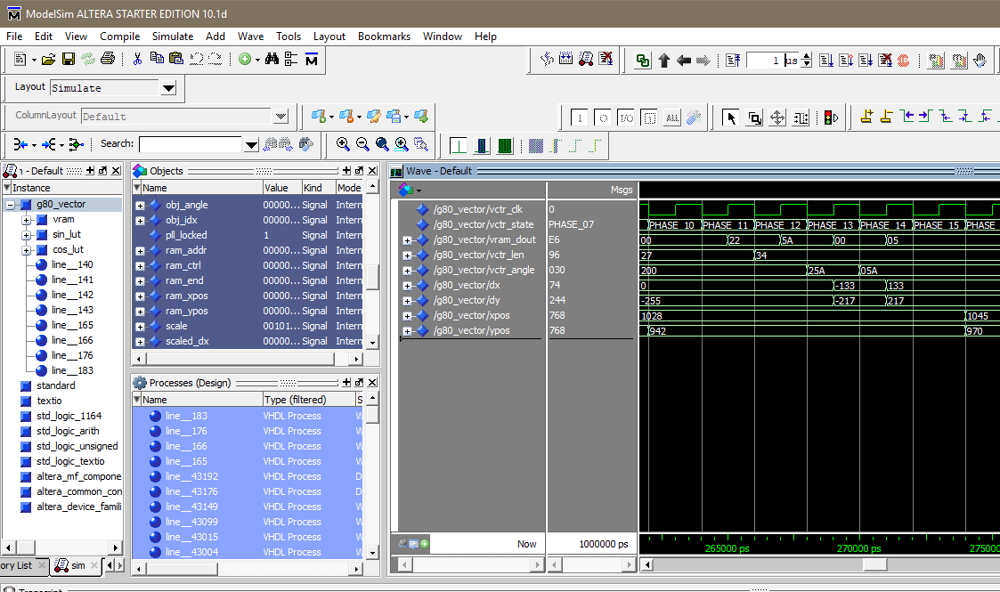 ModelSim ALTERA STARTER EDITION 10.1d
File Edit View Compile Simulate Add Wave Tools Layout Bookmarks Window Help
1 us
Layout Simulate
ColumnLayout Default
Search:
- Default
Instance
g80_vector
vram
sin_lut
cos_lut
line__140
line__141
line__142
line__143
line__165
line__166
line__176
line__183
standard
textio
std_logic_1164
std_logic_arith
std_logic_unsigned
std_logic_textio
altera_mf_compone
altera_common_con
altera_device_famili
ory List
sim
Objects
Name Value Kind Mode
obj_angle 00000... Signal Intern
obj_idx 00000... Signal Intern
pll_locked 1 Signal Intern
ram_addr 00000... Signal Intern
ram_ctrl 00000... Signal Intern
ram_end 00000... Signal Intern
ram_xpos 00000... Signal Intern
ram_ypos 00000... Signal Intern
scale 00101... Signal Intern
scaled_dx 00000... Signal Intern
Processes (Design)
Name Type (filtered) S
line__183 VHDL Process W
line__176 VHDL Process W
line__166 VHDL Process W
line__165 VHDL Process W
line__43192 VHDL Process D
line__43176 VHDL Process D
line__43149 VHDL Process W
line__43099 VHDL Process W
line__43015 VHDL Process W
line__43004 VHDL Process W
Wave - Default
Msgs
/g80_vector/vctr_clk 0
/g80_vector/vctr_state PHASE_07 PHASE_10 PHASE_11 PHASE_12 PHASE_13 PHASE_14 PHASE_15 PHASE
/g80_vector/vram_dout E6 00 22 5A 00 05
/g80_vector/vctr_len 96 27 34
/g80_vector/vctr_angle 030 200 25A 05A
/g80_vector/dx 74 0 -133 133
/g80_vector/dy 244 -255 -217 217
/g80_vector/xpos 768 1028 1045
/g80_vector/ypos 768 942 970
Now 1000000 ps 265000 ps 270000 ps 275000
Transcript